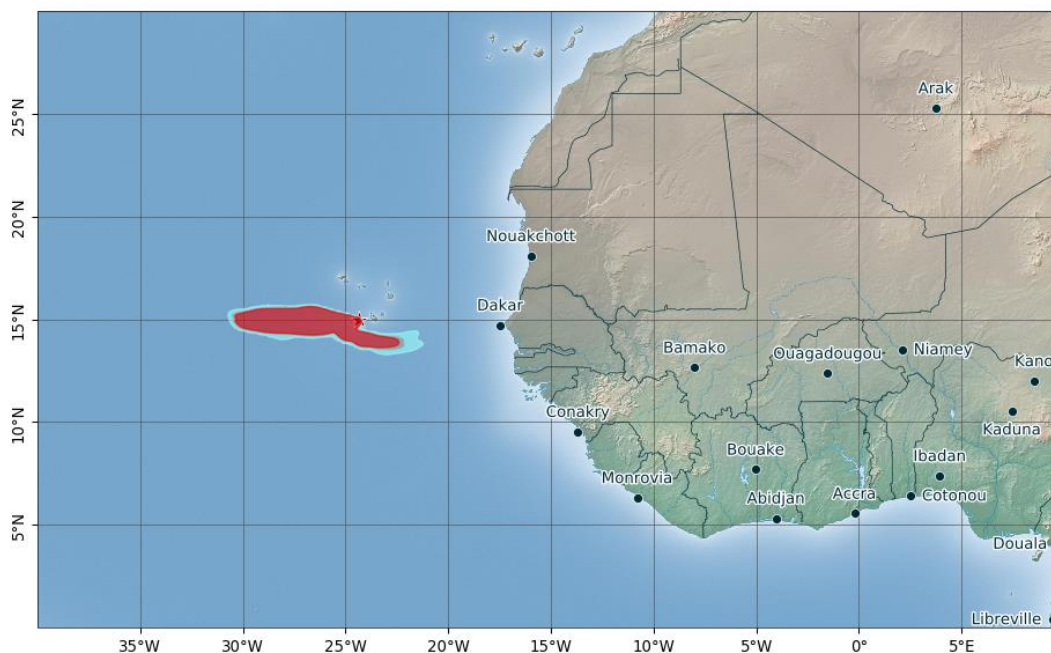 Arak
25°N
20°N
Nouakchott
15°N
Dakar
Bamako
Ouagadougou
Niamey
Kano
10°N
Conakry
Kaduna
Bouake
Ibadan
Monrovia
Abidjan
Accra
Cotonou
5°N
Douala
Libreville
35°W
30°W
25°W
20°W
15°W
10°W
5°W
0°
5°E